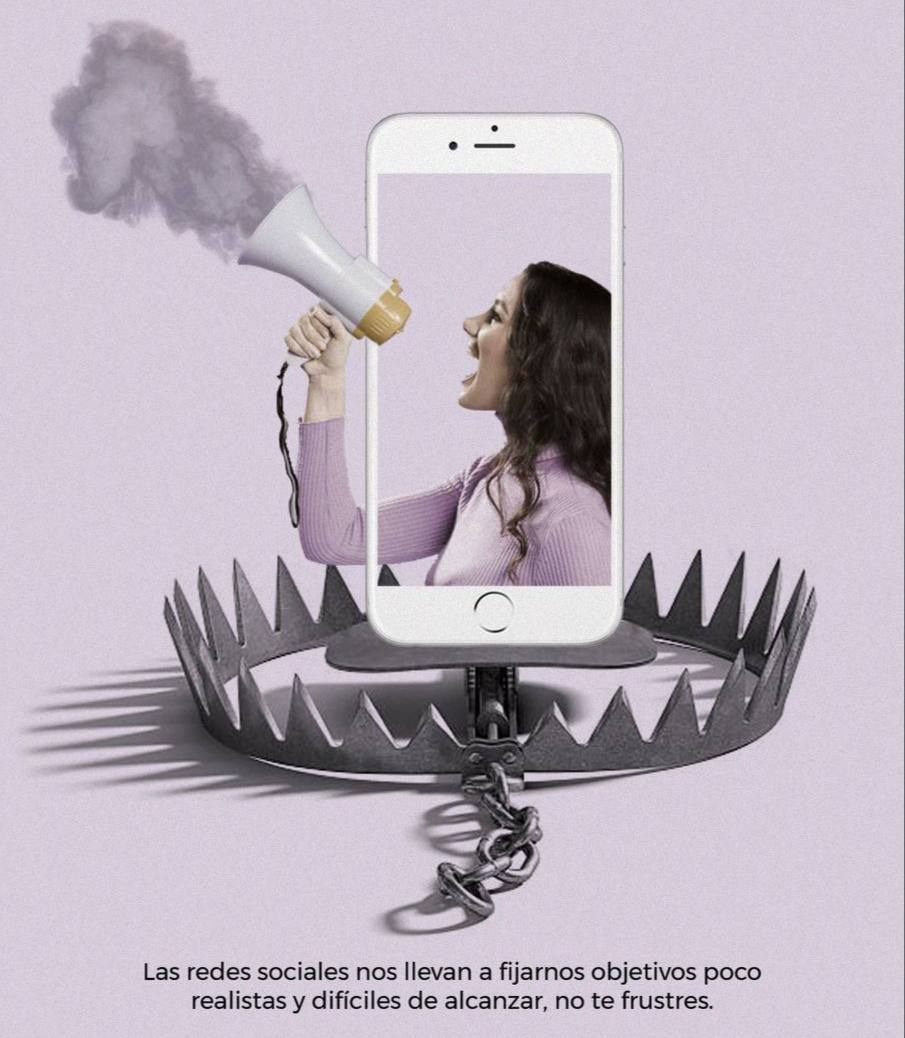 Las redes sociales nos llevan a fijarnos objetivos poco
realistas y difíciles de alcanzar, no te frustres.